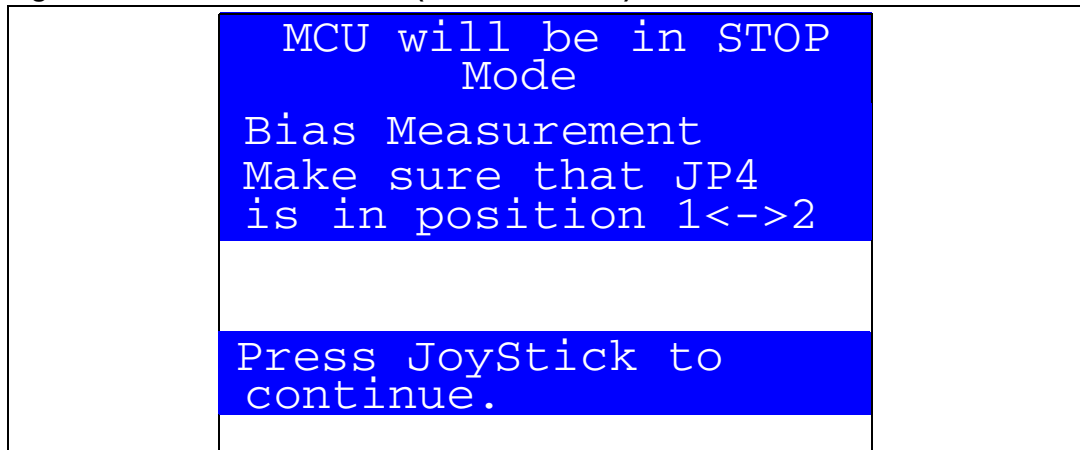 MCU will be in STOP
Mode
Bias Measurement
Make sure that JP4
is in position 1<->2
Press JoyStick to
continue.